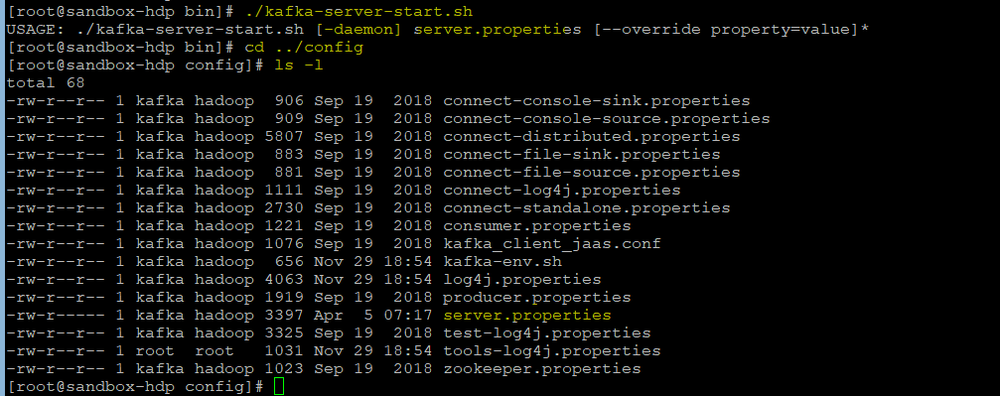 [root@sandbox-hdp bin]# ./kafka-server-start.sh
USAGE: ./kafka-server-start.sh [-daemon] server.properties [--override property=value]*
[root@sandbox-hdp bin]# cd ../config
[root@sandbox-hdp config]# ls -l
total 68
-rw-r--r-- 1 kafka hadoop  906 Sep 19  2018 connect-console-sink.properties
-rw-r--r-- 1 kafka hadoop  909 Sep 19  2018 connect-console-source.properties
-rw-r--r-- 1 kafka hadoop 5807 Sep 19  2018 connect-distributed.properties
-rw-r--r-- 1 kafka hadoop  883 Sep 19  2018 connect-file-sink.properties
-rw-r--r-- 1 kafka hadoop  881 Sep 19  2018 connect-file-source.properties
-rw-r--r-- 1 kafka hadoop 1111 Sep 19  2018 connect-log4j.properties
-rw-r--r-- 1 kafka hadoop 2730 Sep 19  2018 connect-standalone.properties
-rw-r--r-- 1 kafka hadoop 1221 Sep 19  2018 consumer.properties
-rw-r--r-- 1 kafka hadoop 1076 Sep 19  2018 kafka_client_jaas.conf
-rw-r--r-- 1 kafka hadoop  656 Nov 29 18:54 kafka-env.sh
-rw-r--r-- 1 kafka hadoop 4063 Nov 29 18:54 log4j.properties
-rw-r--r-- 1 kafka hadoop 1919 Sep 19  2018 producer.properties
-rw-r----- 1 kafka hadoop 3397 Apr  5 07:17 server.properties
-rw-r--r-- 1 kafka hadoop 3325 Sep 19  2018 test-log4j.properties
-rw-r--r-- 1 root  root   1031 Nov 29 18:54 tools-log4j.properties
-rw-r--r-- 1 kafka hadoop 1023 Sep 19  2018 zookeeper.properties
[root@sandbox-hdp config]#